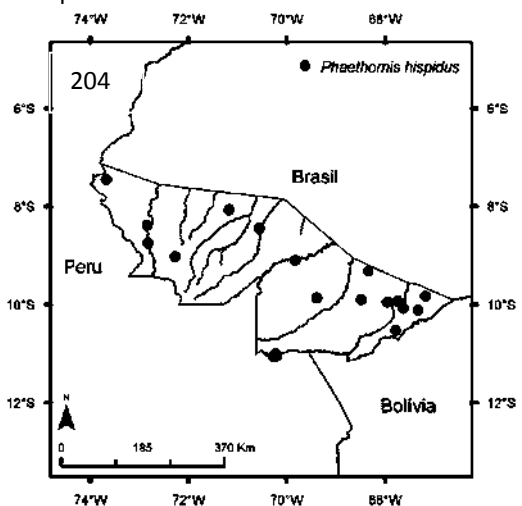 74°W 72°W 70°W 68°W
204
Phaethornis hispidus
6°S 6°S
Brasil
8°S 8°S
Peru
10°S 10°S
Bolívia
12°S 12°S
N
0 185 370 Km
74°W 72°W 70°W 68°W